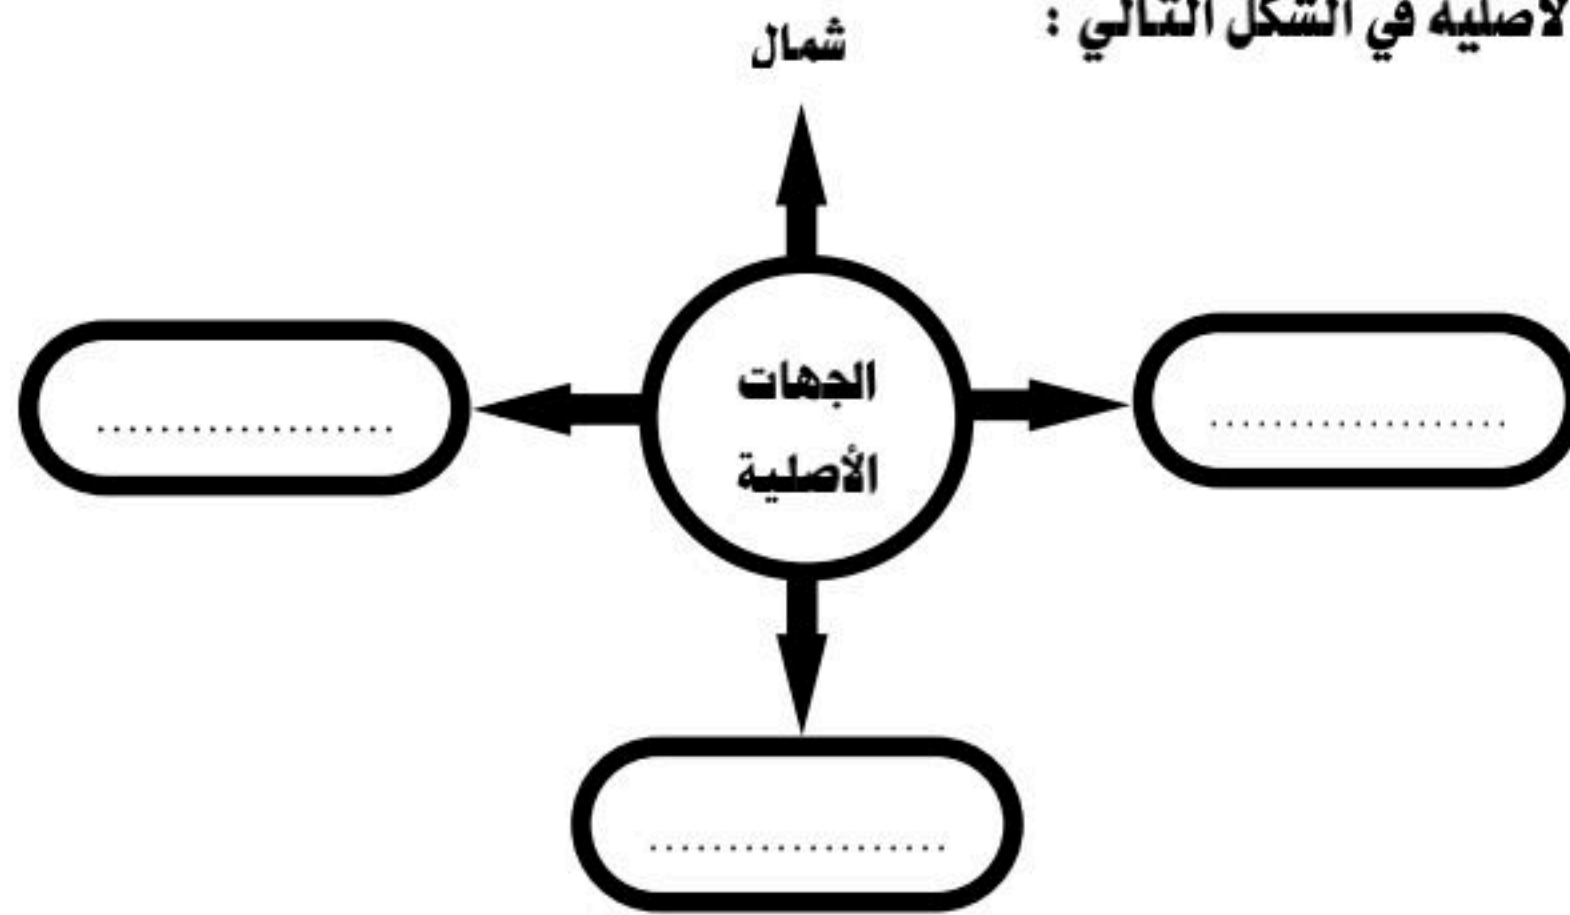 لأصلية في الشكل التالي :
شمال
الجهات
الأصلية
....................
....................
....................